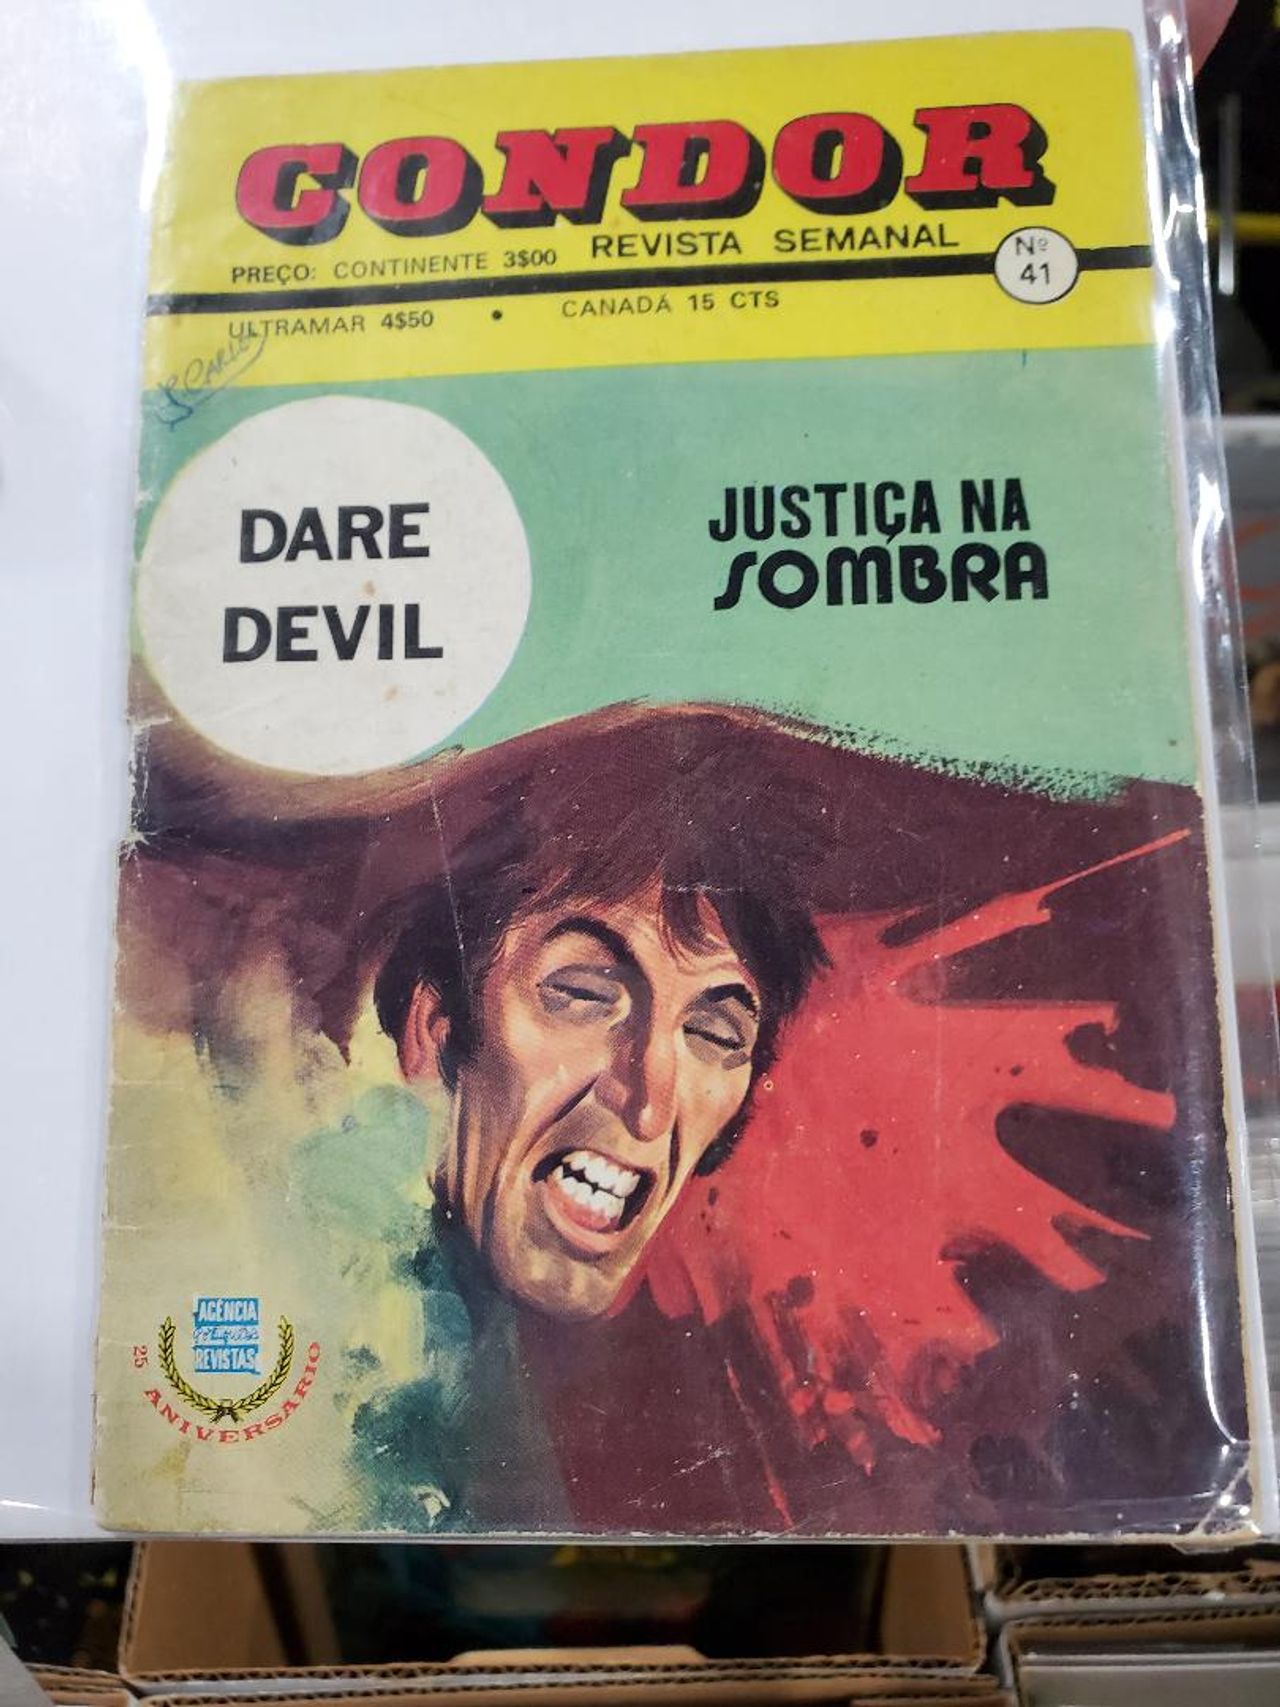 CONDOR
REVISTA SEMANAL
PREÇO: CONTINENTE 3$00
Nº
41
ULTRAMAR 4$50 • CANADÁ 15 CTS
DARE
DEVIL
JUSTIÇA NA
SOMBRA
AGÊNCIA
REVISTAS
25 ANIVERSARIO